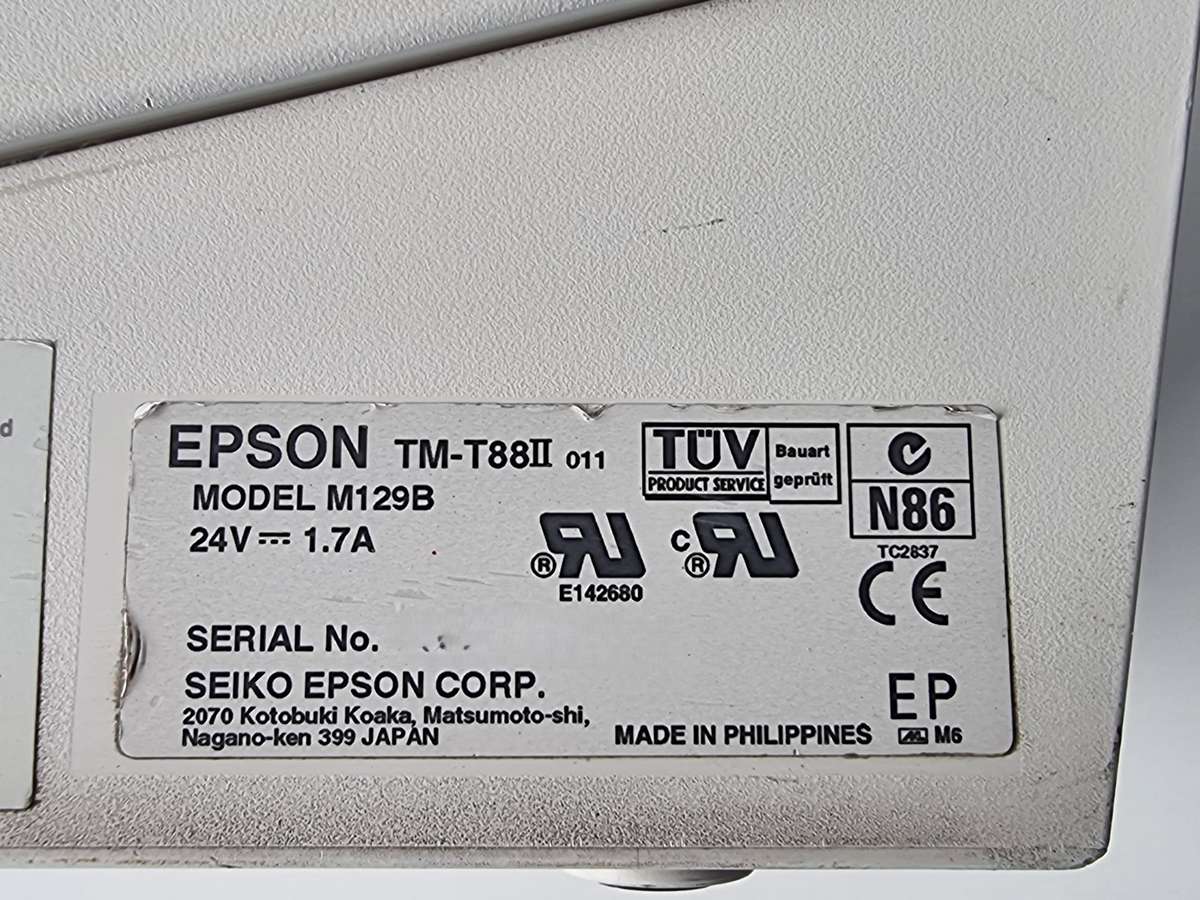 d
EPSON TM-T88II 011
MODEL M129B
24V⎓ 1.7A
TÜV
PRODUCT SERVICE
Bauart
geprüft
N86
TC2837
®
E142680
C ®
CE
SERIAL No.
SEIKO EPSON CORP.
2070 Kotobuki Koaka, Matsumoto-shi,
Nagano-ken 399 JAPAN
MADE IN PHILIPPINES
EP
M6